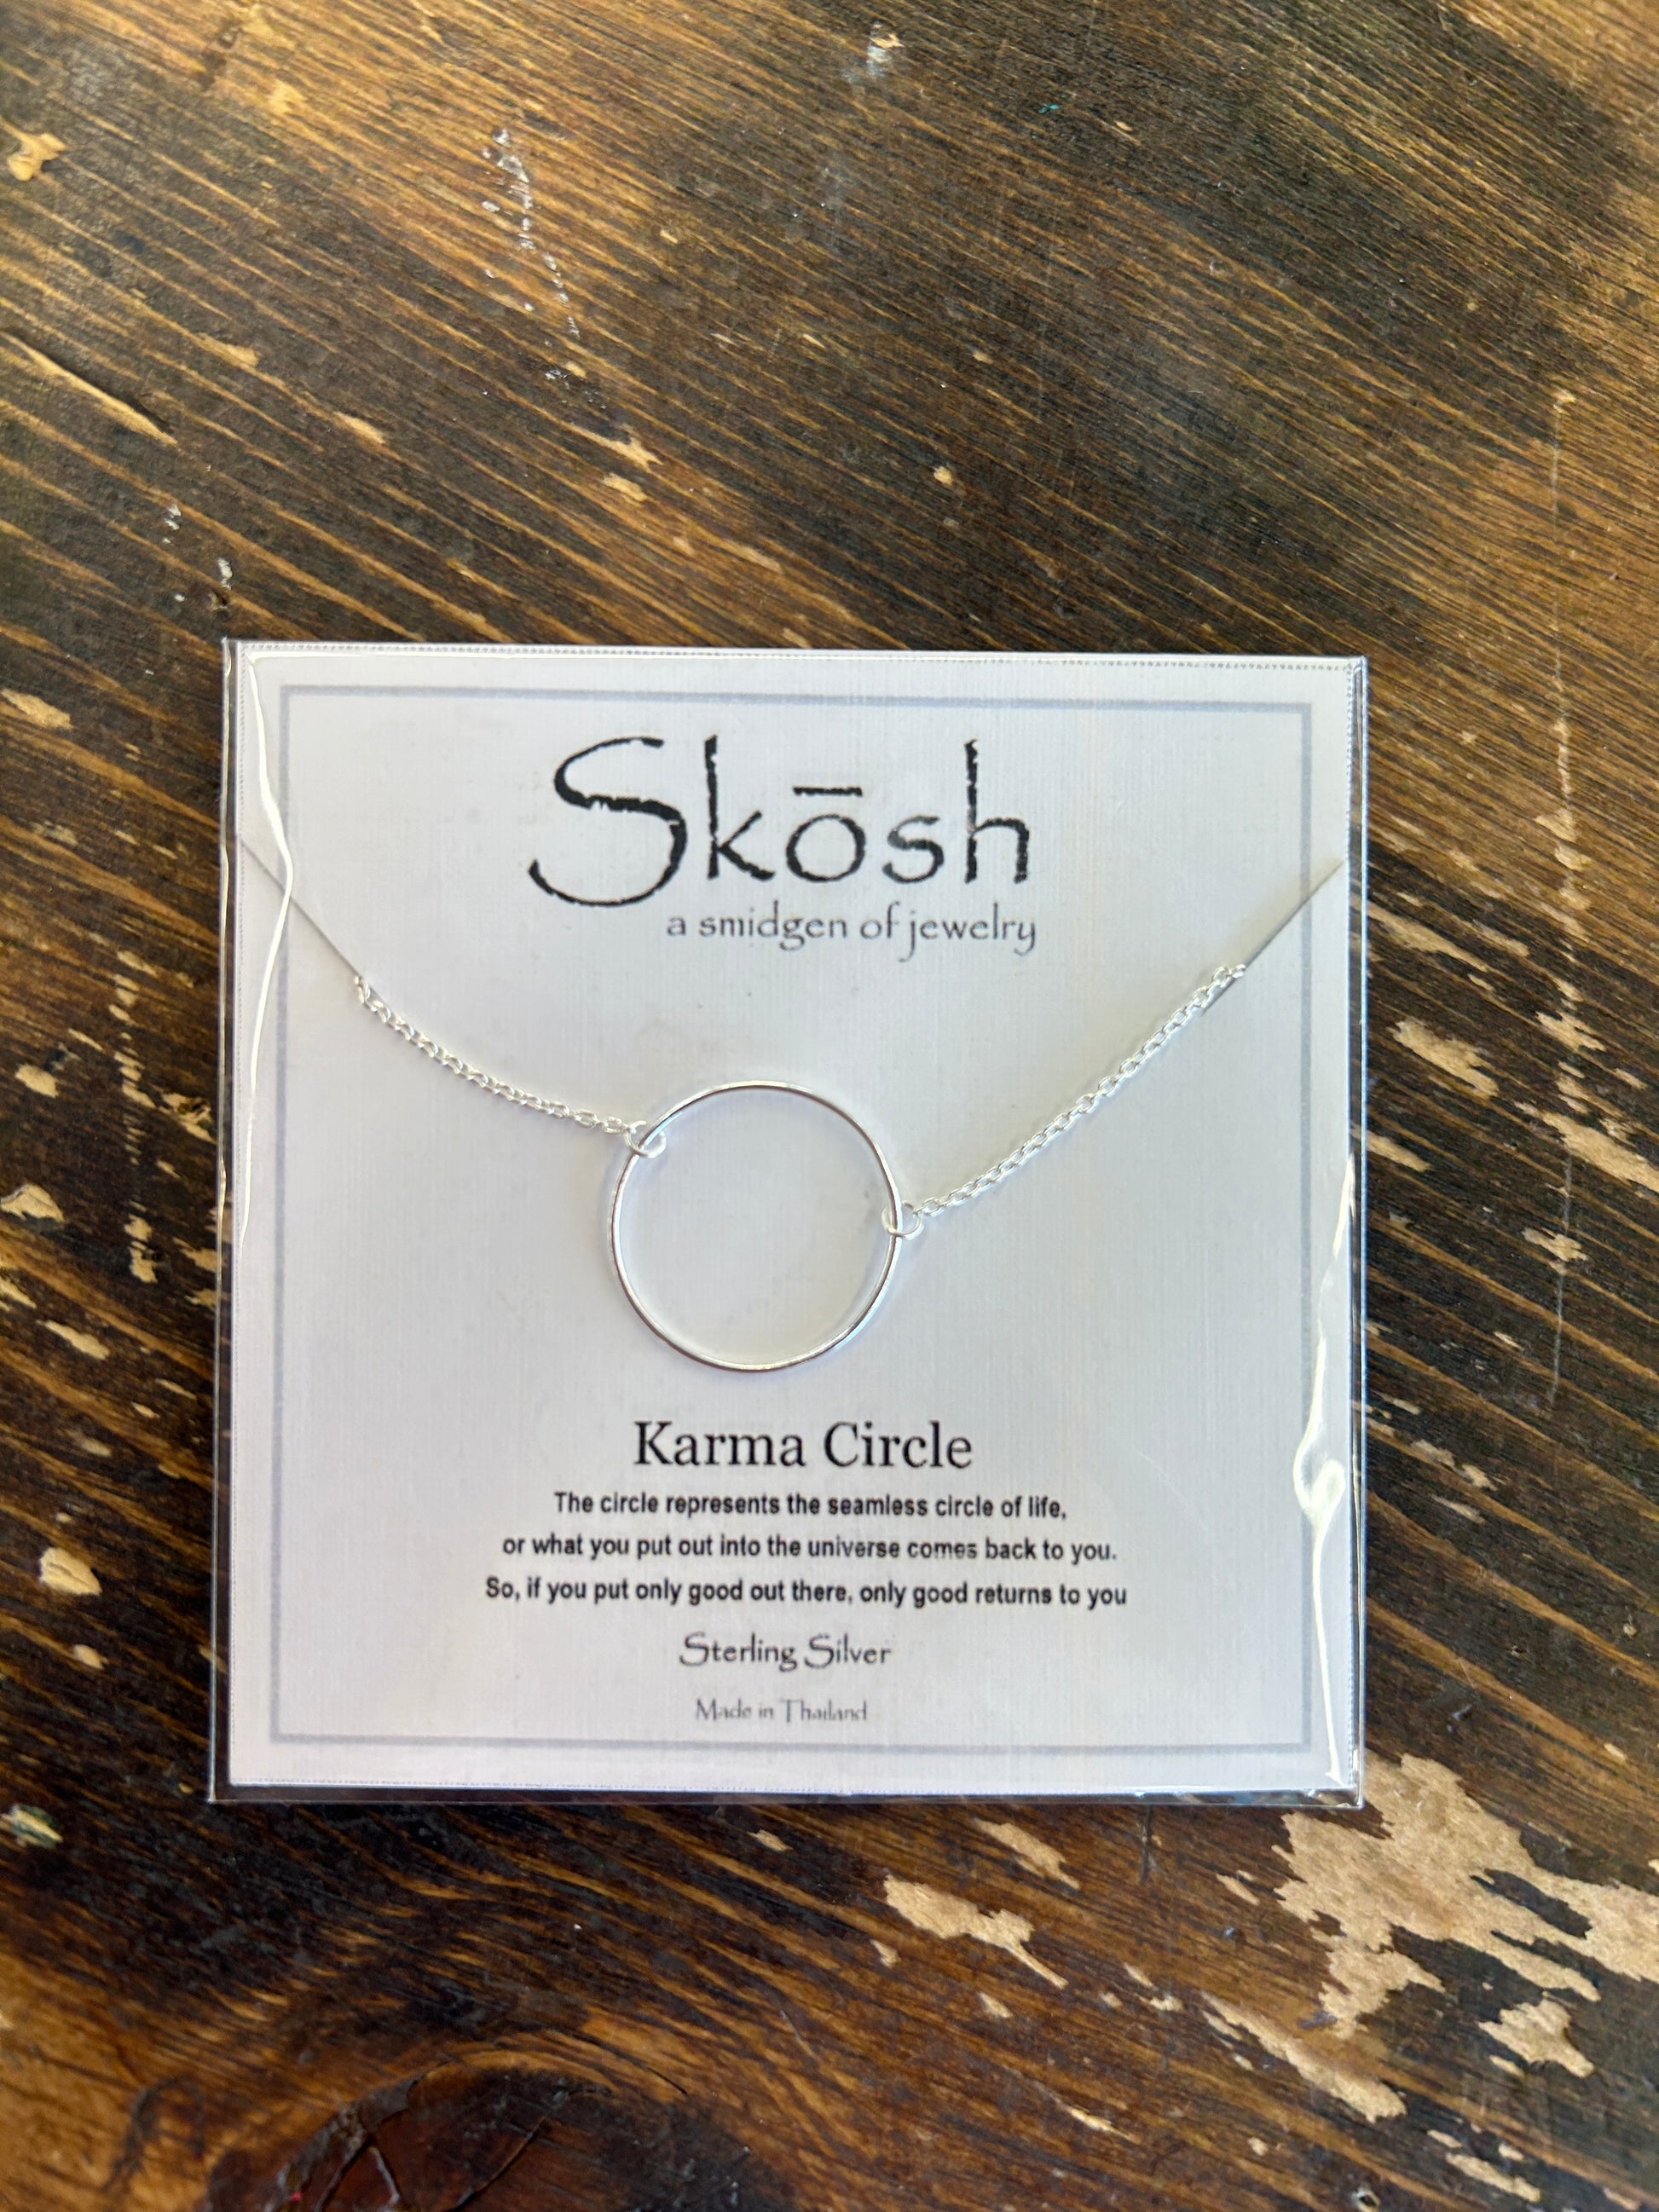 Skōsh
a smidgen of jewelry
Karma Circle
The circle represents the seamless circle of life,
or what you put out into the universe comes back to you.
So, if you put only good out there, only good returns to you
Sterling Silver
Made in Thailand